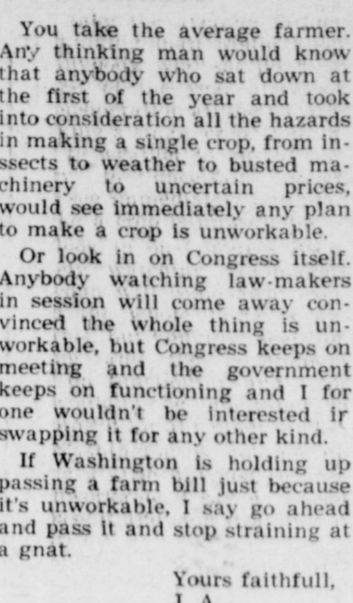 You take the average farmer.
Any thinking man would know
that anybody who sat down at
the first of the year and took
into consideration all the hazards
in making a single crop, from in-
ssects to weather to busted ma-
chinery to uncertain prices,
would see immediately any plan
to make a crop is unworkable.
Or look in on Congress itself.
Anybody watching law-makers
in session will come away con-
vinced the whole thing is un-
workable, but Congress keeps on
meeting and the government
keeps on functioning and I for
one wouldn't be interested ir
swapping it for any other kind.
If Washington is holding up
passing a farm bill just because
it's unworkable, I say go ahead
and pass it and stop straining at
a gnat.
Yours faithfull,
J. A.